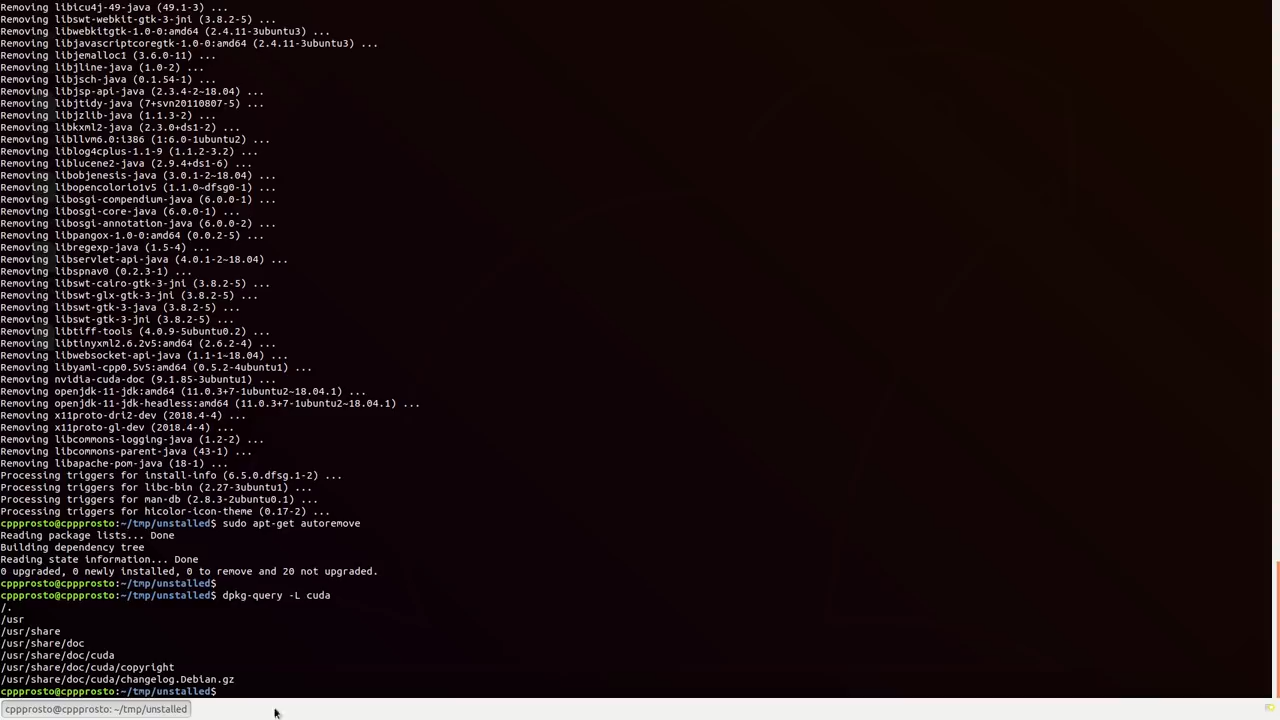 Removing libicu4j-49-java (49.1-3) ...
Removing libswt-webkit-gtk-3-jni (3.8.2-5) ...
Removing libwebkitgtk-1.0-0:amd64 (2.4.11-3ubuntu3) ...
Removing libjavascriptcoregtk-1.0-0:amd64 (2.4.11-3ubuntu3) ...
Removing libjemalloc1 (3.6.0-11) ...
Removing libjline-java (1.0-2) ...
Removing libjsch-java (0.1.54-1) ...
Removing libjsp-api-java (2.3.4-2~18.04) ...
Removing libjtidy-java (7+svn20110807-5) ...
Removing libjzlib-java (1.1.3-2) ...
Removing libkxml2-java (2.3.0+ds1-2) ...
Removing libllvm6.0:i386 (1:6.0-1ubuntu2) ...
Removing liblog4cplus-1.1-9 (1.1.2-3.2) ...
Removing liblucene2-java (2.9.4+ds1-6) ...
Removing libobjenesis-java (3.0.1-2~18.04) ...
Removing libopencolorio1v5 (1.1.0~dfsg0-1) ...
Removing libosgi-compendium-java (6.0.0-1) ...
Removing libosgi-core-java (6.0.0-1) ...
Removing libosgi-annotation-java (6.0.0-2) ...
Removing libpangox-1.0-0:amd64 (0.0.2-5) ...
Removing libregexp-java (1.5-4) ...
Removing libservlet-api-java (4.0.1-2~18.04) ...
Removing libspnav0 (0.2.3-1) ...
Removing libswt-cairo-gtk-3-jni (3.8.2-5) ...
Removing libswt-glx-gtk-3-jni (3.8.2-5) ...
Removing libswt-gtk-3-java (3.8.2-5) ...
Removing libswt-gtk-3-jni (3.8.2-5) ...
Removing libtiff-tools (4.0.9-5ubuntu0.2) ...
Removing libtinyxml2.6.2v5:amd64 (2.6.2-4) ...
Removing libwebsocket-api-java (1.1-1~18.04) ...
Removing libyaml-cpp0.5v5:amd64 (0.5.2-4ubuntu1) ...
Removing nvidia-cuda-doc (9.1.85-3ubuntu1) ...
Removing openjdk-11-jdk:amd64 (11.0.3+7-1ubuntu2~18.04.1) ...
Removing openjdk-11-jdk-headless:amd64 (11.0.3+7-1ubuntu2~18.04.1) ...
Removing x11proto-dri2-dev (2018.4-4) ...
Removing x11proto-gl-dev (2018.4-4) ...
Removing libcommons-logging-java (1.2-2) ...
Removing libcommons-parent-java (43-1) ...
Removing libapache-pom-java (18-1) ...
Processing triggers for install-info (6.5.0.dfsg.1-2) ...
Processing triggers for libc-bin (2.27-3ubuntu1) ...
Processing triggers for man-db (2.8.3-2ubuntu0.1) ...
Processing triggers for hicolor-icon-theme (0.17-2) ...
cppprosto@cppprosto:~/tmp/unstalled$ sudo apt-get autoremove
Reading package lists... Done
Building dependency tree
Reading state information... Done
0 upgraded, 0 newly installed, 0 to remove and 20 not upgraded.
cppprosto@cppprosto:~/tmp/unstalled$
cppprosto@cppprosto:~/tmp/unstalled$ dpkg-query -L cuda
/.
/usr
/usr/share
/usr/share/doc
/usr/share/doc/cuda
/usr/share/doc/cuda/copyright
/usr/share/doc/cuda/changelog.Debian.gz
cppprosto@cppprosto:~/tmp/unstalled$
cppprosto@cppprosto: ~/tmp/unstalled